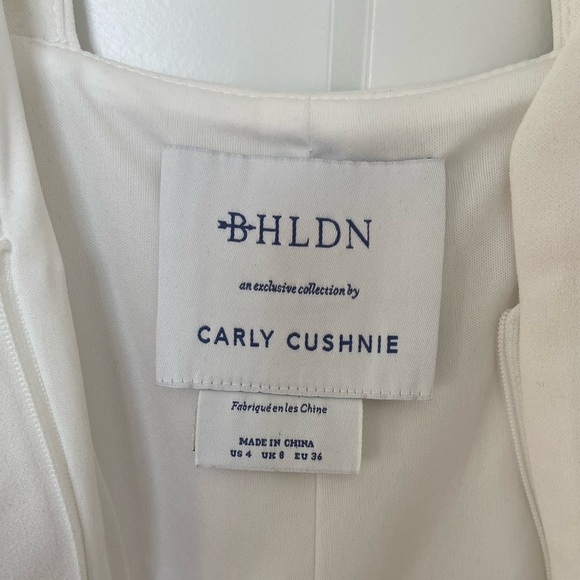 BHLDN
an exclusive collection by
CARLY CUSHNIE
Fabriqué en les Chine
MADE IN CHINA
US 4 UK 8 EU 36